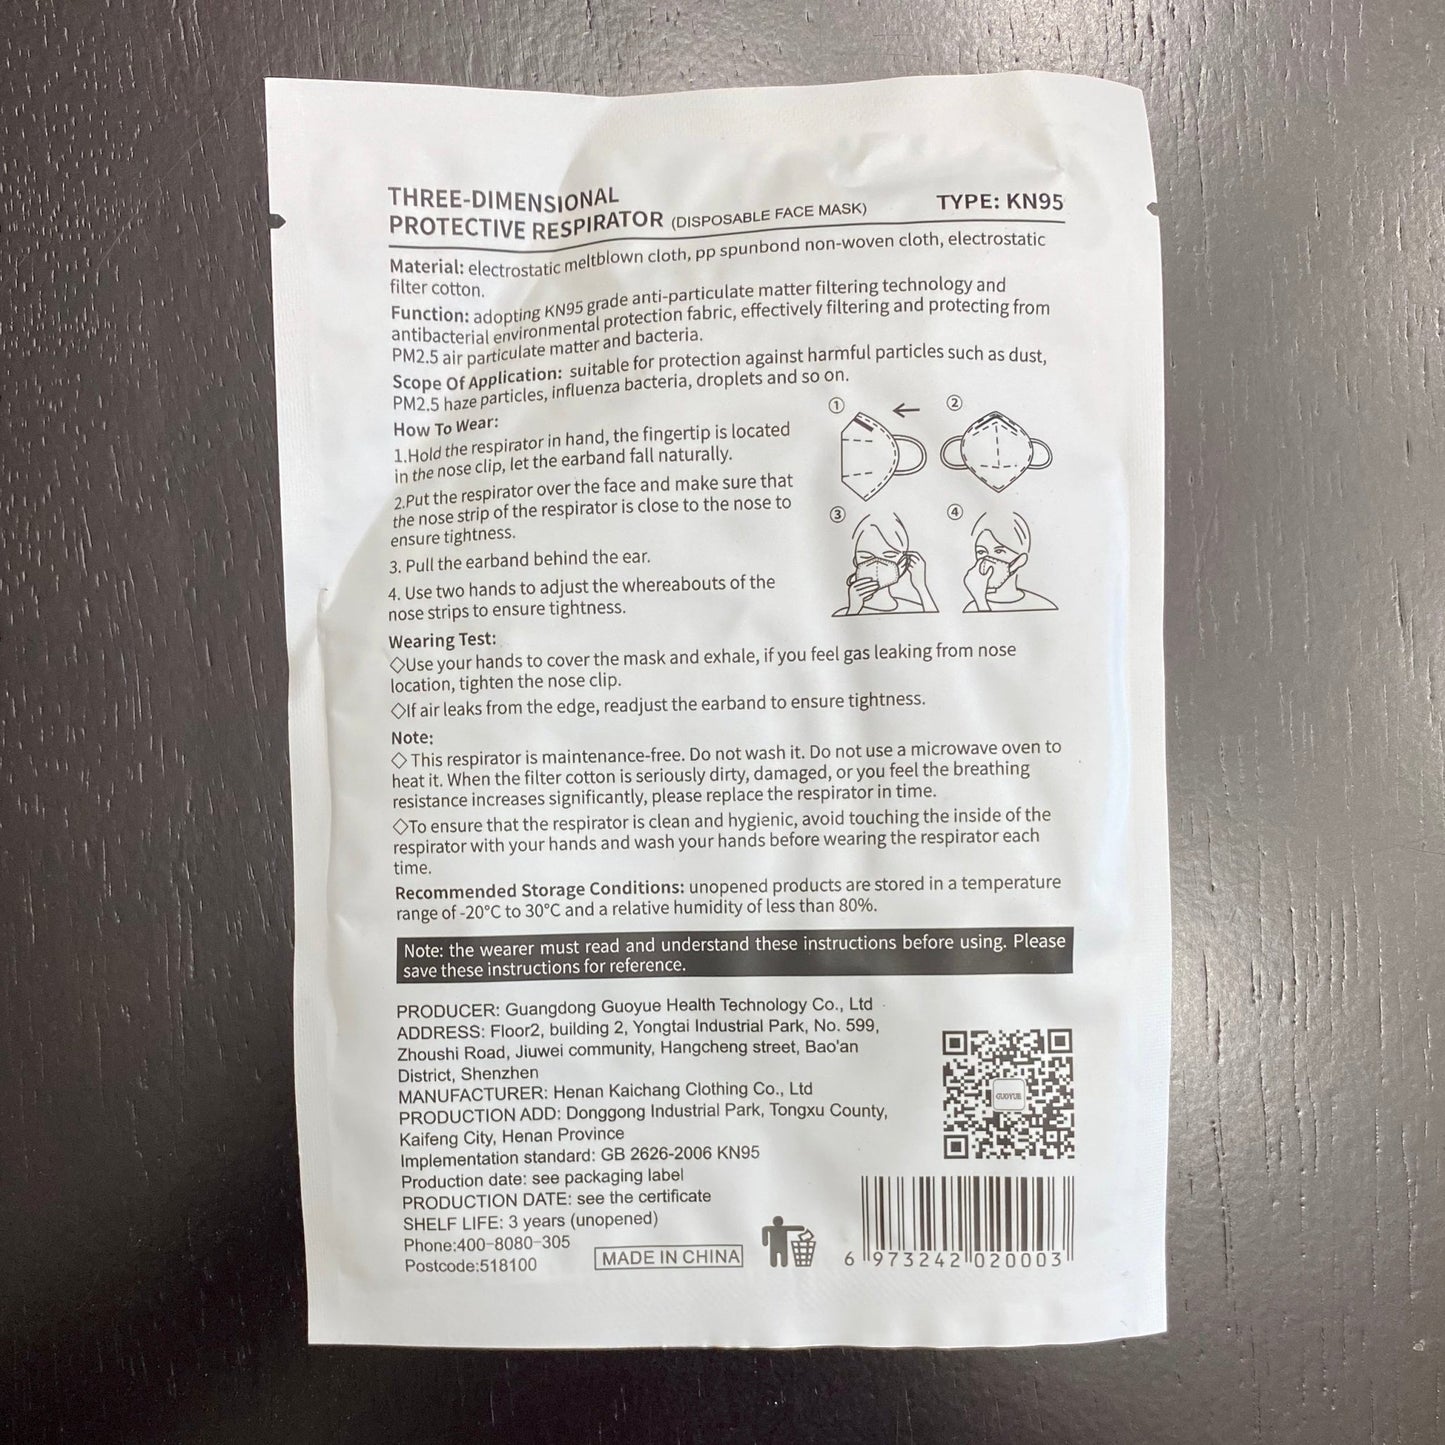 THREE-DIMENSIONAL
PROTECTIVE RESPIRATOR (DISPOSABLE FACE MASK) TYPE: KN95
Material: electrostatic meltblown cloth, pp spunbond non-woven cloth, electrostatic
filter cotton.
Function: adopting KN95 grade anti-particulate matter filtering technology and
antibacterial environmental protection fabric, effectively filtering and protecting from
PM2.5 air particulate matter and bacteria.
Scope Of Application: suitable for protection against harmful particles such as dust,
PM2.5 haze particles, influenza bacteria, droplets and so on.
How To Wear:
1.Hold the respirator in hand, the fingertip is located
in the nose clip, let the earband fall naturally.
2.Put the respirator over the face and make sure that
the nose strip of the respirator is close to the nose to
ensure tightness.
3. Pull the earband behind the ear.
4. Use two hands to adjust the whereabouts of the
nose strips to ensure tightness.
① ②
③ ④
Wearing Test:
◇Use your hands to cover the mask and exhale, if you feel gas leaking from nose
location, tighten the nose clip.
◇If air leaks from the edge, readjust the earband to ensure tightness.
Note:
◇ This respirator is maintenance-free. Do not wash it. Do not use a microwave oven to
heat it. When the filter cotton is seriously dirty, damaged, or you feel the breathing
resistance increases significantly, please replace the respirator in time.
◇To ensure that the respirator is clean and hygienic, avoid touching the inside of the
respirator with your hands and wash your hands before wearing the respirator each
time.
Recommended Storage Conditions: unopened products are stored in a temperature
range of -20°C to 30°C and a relative humidity of less than 80%.
Note: the wearer must read and understand these instructions before using. Please
save these instructions for reference.
PRODUCER: Guangdong Guoyue Health Technology Co., Ltd
ADDRESS: Floor2, building 2, Yongtai Industrial Park, No. 599,
Zhoushi Road, Jiuwei community, Hangcheng street, Bao'an
District, Shenzhen
MANUFACTURER: Henan Kaichang Clothing Co., Ltd
PRODUCTION ADD: Donggong Industrial Park, Tongxu County,
Kaifeng City, Henan Province
Implementation standard: GB 2626-2006 KN95
Production date: see packaging label
PRODUCTION DATE: see the certificate
SHELF LIFE: 3 years (unopened)
Phone:400-8080-305
Postcode:518100
MADE IN CHINA
GUOYUE
6 973242 020003